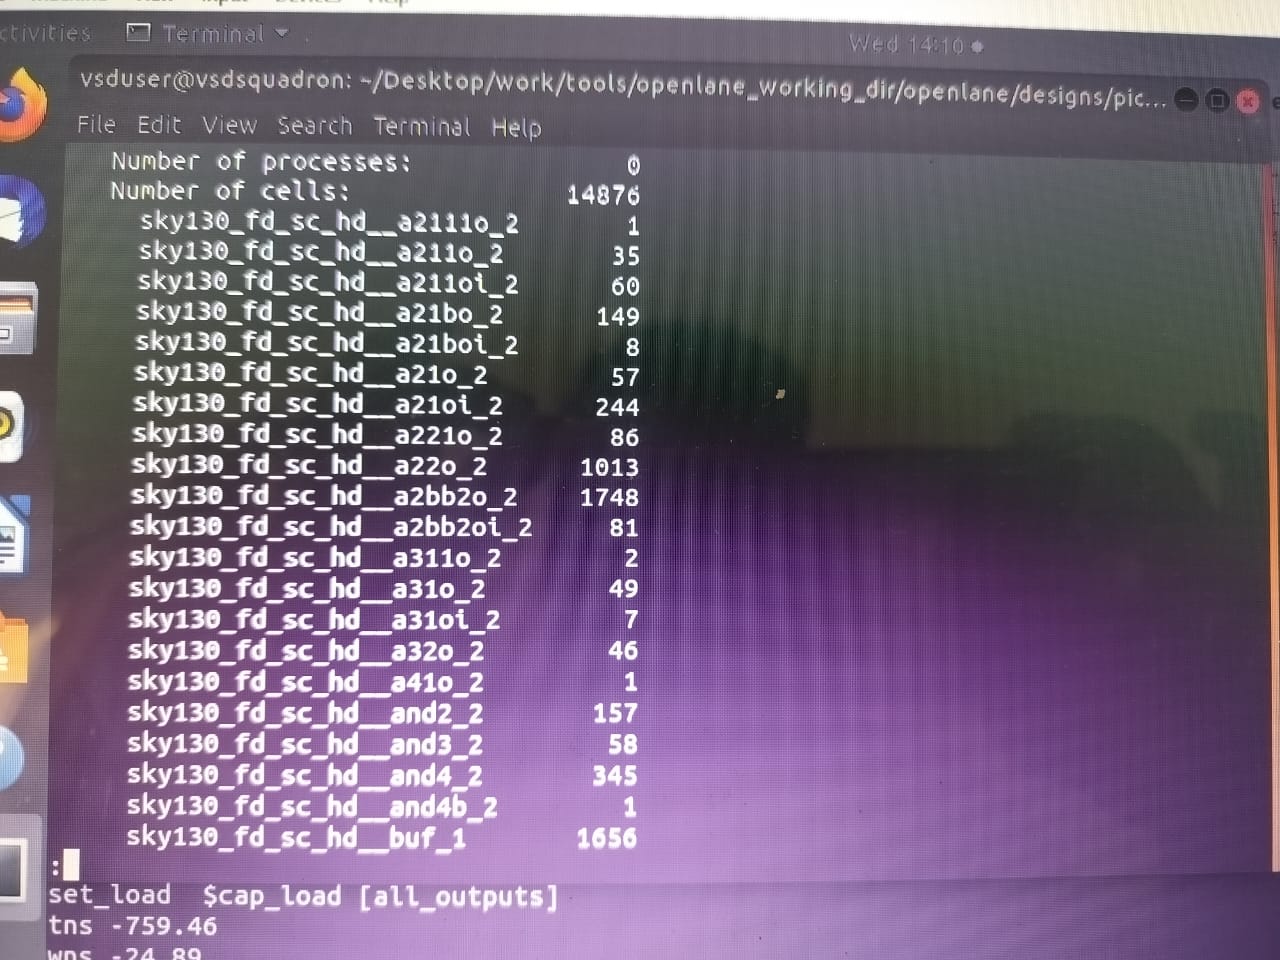 Terminal
Wed 14:10
vsduser@vsdsquadron: ~/Desktop/work/tools/openlane_working_dir/openlane/designs/pic...
File Edit View Search Terminal Help
Number of processes: 0
Number of cells: 14876
sky130_fd_sc_hd__a2111o_2 1
sky130_fd_sc_hd__a211o_2 35
sky130_fd_sc_hd__a211oi_2 60
sky130_fd_sc_hd__a21bo_2 149
sky130_fd_sc_hd__a21boi_2 8
sky130_fd_sc_hd__a21o_2 57
sky130_fd_sc_hd__a21oi_2 244
sky130_fd_sc_hd__a221o_2 86
sky130_fd_sc_hd__a22o_2 1013
sky130_fd_sc_hd__a2bb2o_2 1748
sky130_fd_sc_hd__a2bb2oi_2 81
sky130_fd_sc_hd__a311o_2 2
sky130_fd_sc_hd__a31o_2 49
sky130_fd_sc_hd__a31oi_2 7
sky130_fd_sc_hd__a32o_2 46
sky130_fd_sc_hd__a41o_2 1
sky130_fd_sc_hd__and2_2 157
sky130_fd_sc_hd__and3_2 58
sky130_fd_sc_hd__and4_2 345
sky130_fd_sc_hd__and4b_2 1
sky130_fd_sc_hd__buf_1 1656
:
set_load $cap_load [all_outputs]
tns -759.46
wns -24.89